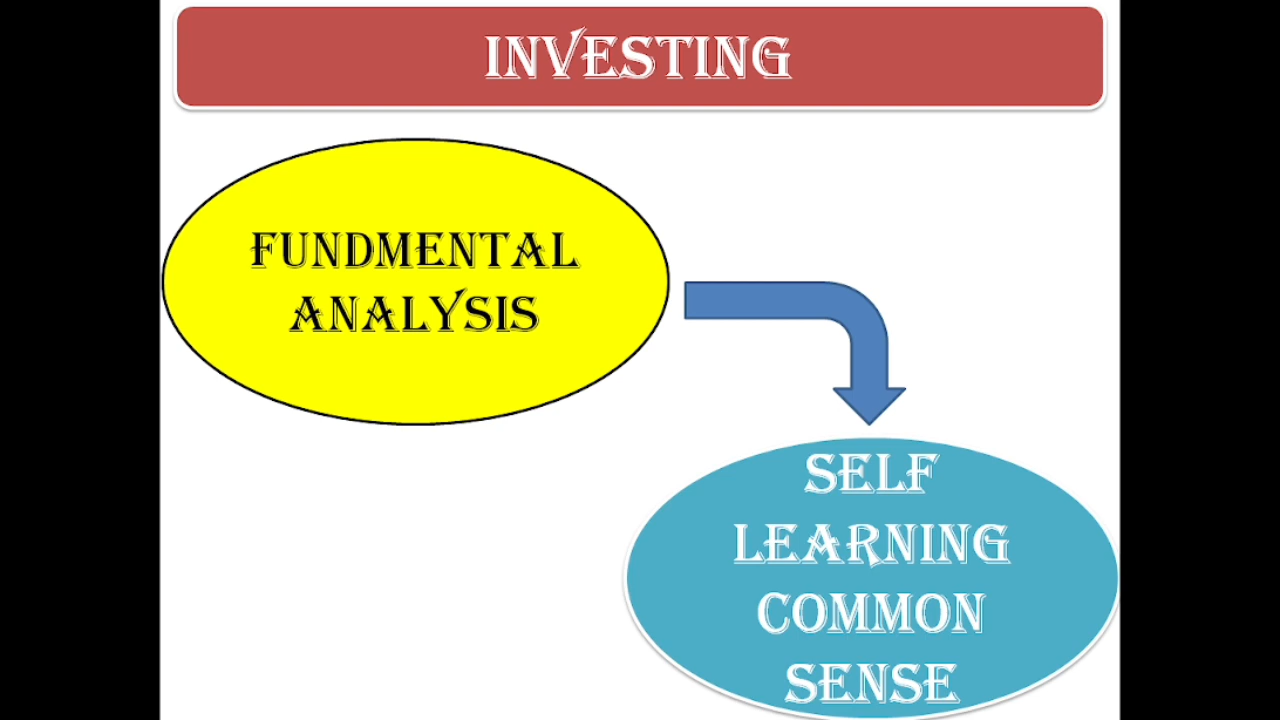 INVESTING
FUNDMENTAL
ANALYSIS
SELF
LEARNING
COMMON
SENSE